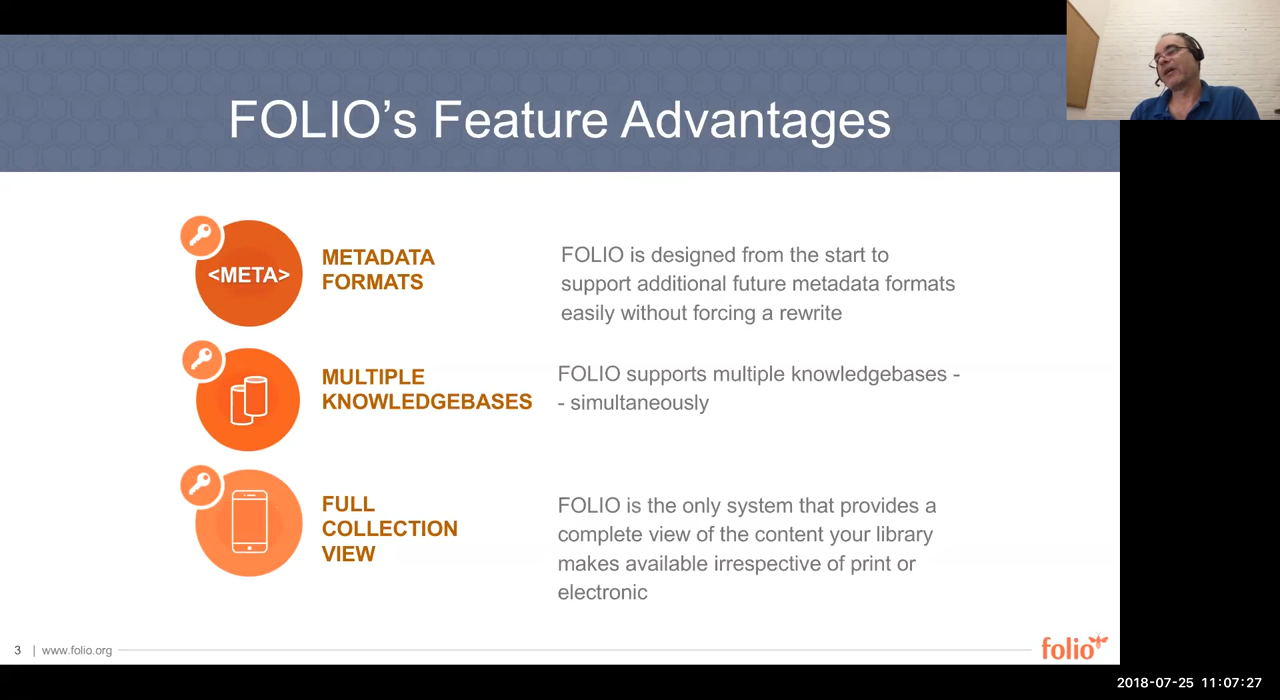 FOLIO's Feature Advantages
<META>
METADATA
FORMATS
FOLIO is designed from the start to
support additional future metadata formats
easily without forcing a rewrite
MULTIPLE
KNOWLEDGEBASES
FOLIO supports multiple knowledgebases -
- simultaneously
FULL
COLLECTION
VIEW
FOLIO is the only system that provides a
complete view of the content your library
makes available irrespective of print or
electronic
3 | www.folio.org
folio
2018-07-25 11:07:27